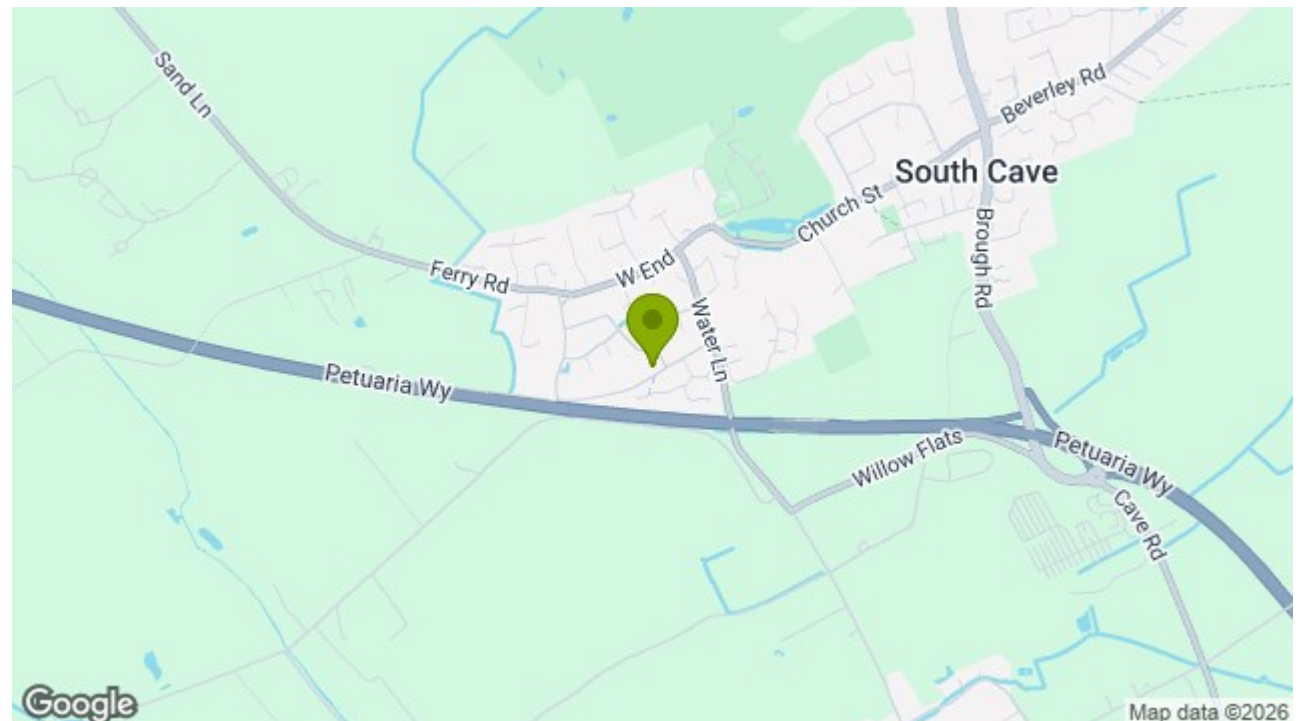 Sand Ln
Beverley Rd
South Cave
Church St
Brough Rd
W End
Ferry Rd
Water Ln
Petuaria Wy
Willow Flats
Petuaria Wy
Cave Rd
Google
Map data ©2026